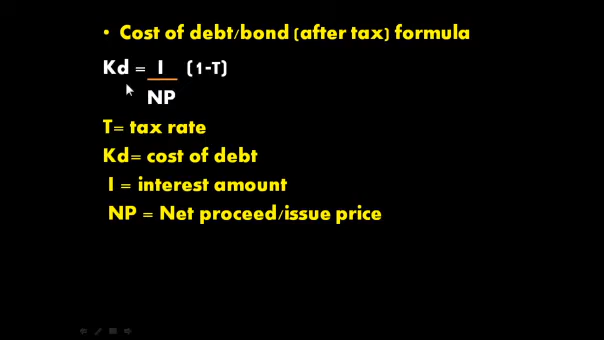 • Cost of debt/bond (after tax) formula
Kd = I (1-T)
NP
T= tax rate
Kd= cost of debt
I = interest amount
NP = Net proceed/issue price